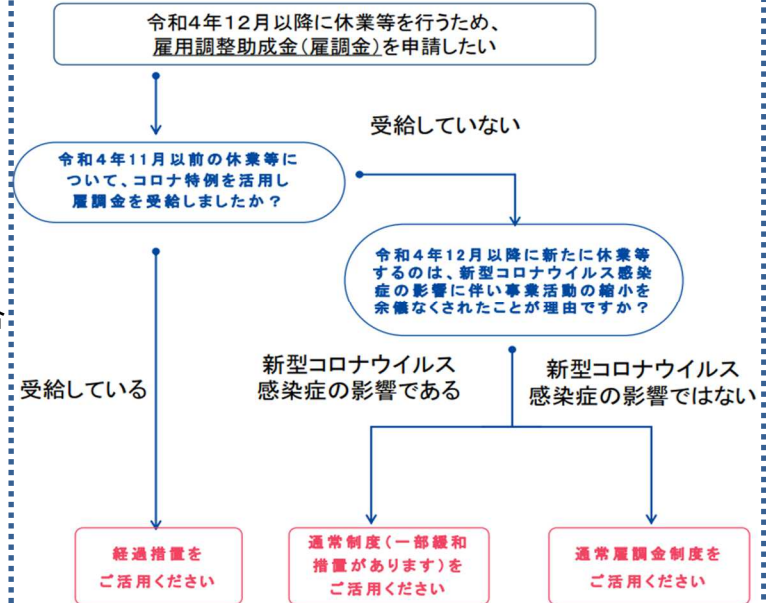 令和4年12月以降に休業等を行うため、
雇用調整助成金(雇調金)を申請したい
受給していない
令和4年11月以前の休業等に
ついて、コロナ特例を活用し
雇調金を受給しましたか?
令和4年12月以降に新たに休業等
するのは、新型コロナウイルス感染
症の影響に伴い事業活動の縮小を
余儀なくされたことが理由ですか?
受給している
新型コロナウイルス
感染症の影響である
新型コロナウイルス
感染症の影響ではない
経過措置を
ご活用ください
通常制度(一部緩和
措置があります)を
ご活用ください
通常雇調金制度を
ご活用ください